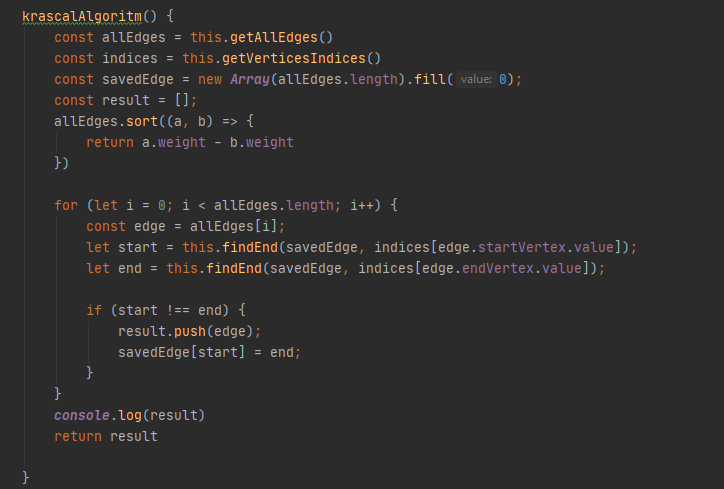 krascalAlgoritm() {
    const allEdges = this.getAllEdges()
    const indices = this.getVerticesIndices()
    const savedEdge = new Array(allEdges.length).fill( value: 0);
    const result = [];
    allEdges.sort((a, b) => {
        return a.weight - b.weight
    })

    for (let i = 0; i < allEdges.length; i++) {
        const edge = allEdges[i];
        let start = this.findEnd(savedEdge, indices[edge.startVertex.value]);
        let end = this.findEnd(savedEdge, indices[edge.endVertex.value]);

        if (start !== end) {
            result.push(edge);
            savedEdge[start] = end;
        }
    }
    console.log(result)
    return result

}